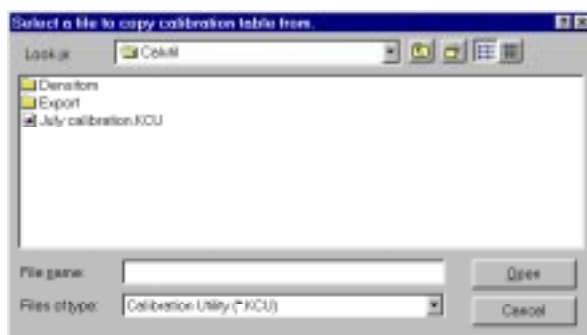 Select a file to copy calibration table from.
Look in:
Calutil
Densitom
Export
July calibration.KCU
File name:
Open
Files of type:
Calibration Utility (*.KCU)
Cancel